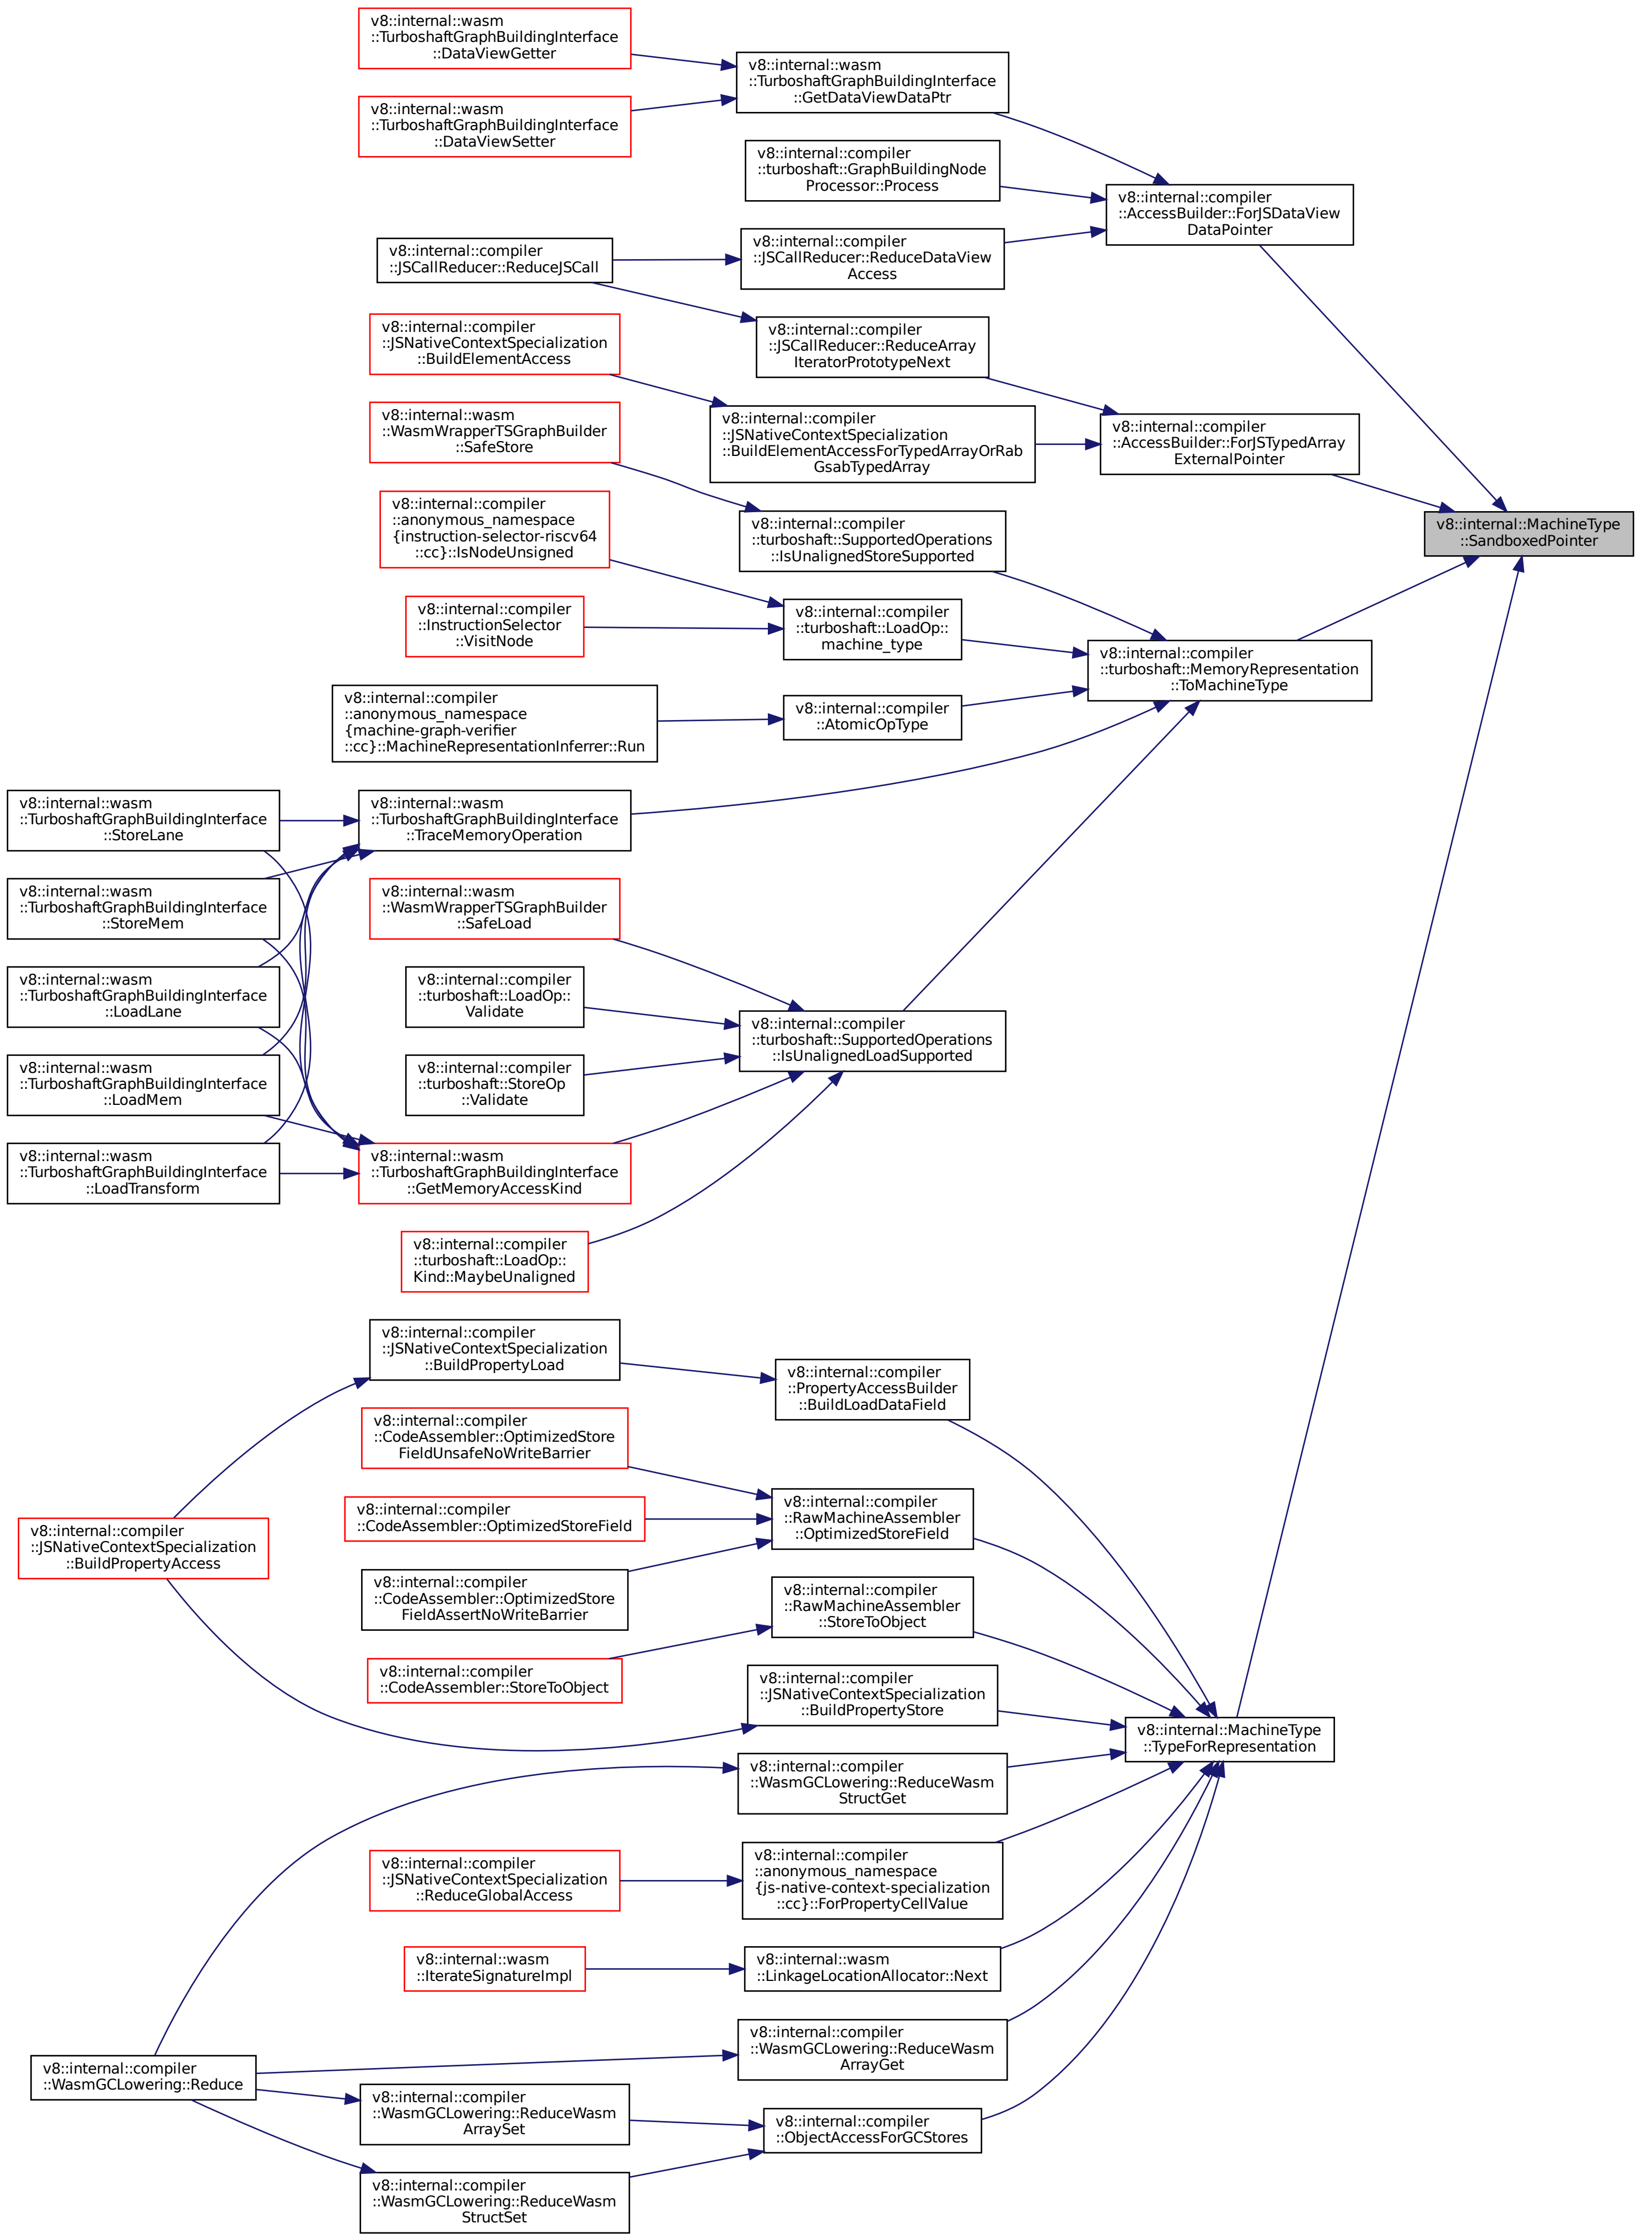 v8::internal::wasm
::TurboshaftGraphBuildingInterface
::DataViewGetter
v8::internal::wasm
::TurboshaftGraphBuildingInterface
::GetDataViewDataPtr
v8::internal::wasm
::TurboshaftGraphBuildingInterface
::DataViewSetter
v8::internal::compiler
::turboshaft::GraphBuildingNode
Processor::Process
v8::internal::compiler
::AccessBuilder::ForJSDataView
DataPointer
v8::internal::compiler
::JSCallReducer::ReduceJSCall
v8::internal::compiler
::JSCallReducer::ReduceDataView
Access
v8::internal::compiler
::JSNativeContextSpecialization
::BuildElementAccess
v8::internal::compiler
::JSCallReducer::ReduceArray
IteratorPrototypeNext
v8::internal::wasm
::WasmWrapperTSGraphBuilder
::SafeStore
v8::internal::compiler
::JSNativeContextSpecialization
::BuildElementAccessForTypedArrayOrRab
GsabTypedArray
v8::internal::compiler
::AccessBuilder::ForJSTypedArray
ExternalPointer
v8::internal::compiler
::anonymous_namespace
{instruction-selector-riscv64
::cc}::IsNodeUnsigned
v8::internal::compiler
::turboshaft::SupportedOperations
::IsUnalignedStoreSupported
v8::internal::MachineType
::SandboxedPointer
v8::internal::compiler
::InstructionSelector
::VisitNode
v8::internal::compiler
::turboshaft::LoadOp::
machine_type
v8::internal::compiler
::turboshaft::MemoryRepresentation
::ToMachineType
v8::internal::compiler
::anonymous_namespace
{machine-graph-verifier
::cc}::MachineRepresentationInferrer::Run
v8::internal::compiler
::AtomicOpType
v8::internal::wasm
::TurboshaftGraphBuildingInterface
::StoreLane
v8::internal::wasm
::TurboshaftGraphBuildingInterface
::TraceMemoryOperation
v8::internal::wasm
::TurboshaftGraphBuildingInterface
::StoreMem
v8::internal::wasm
::WasmWrapperTSGraphBuilder
::SafeLoad
v8::internal::wasm
::TurboshaftGraphBuildingInterface
::LoadLane
v8::internal::compiler
::turboshaft::LoadOp::
Validate
v8::internal::compiler
::turboshaft::SupportedOperations
::IsUnalignedLoadSupported
v8::internal::wasm
::TurboshaftGraphBuildingInterface
::LoadMem
v8::internal::compiler
::turboshaft::StoreOp
::Validate
v8::internal::wasm
::TurboshaftGraphBuildingInterface
::LoadTransform
v8::internal::wasm
::TurboshaftGraphBuildingInterface
::GetMemoryAccessKind
v8::internal::compiler
::turboshaft::LoadOp::
Kind::MaybeUnaligned
v8::internal::compiler
::JSNativeContextSpecialization
::BuildPropertyLoad
v8::internal::compiler
::PropertyAccessBuilder
::BuildLoadDataField
v8::internal::compiler
::CodeAssembler::OptimizedStore
FieldUnsafeNoWriteBarrier
v8::internal::compiler
::CodeAssembler::OptimizedStoreField
v8::internal::compiler
::RawMachineAssembler
::OptimizedStoreField
v8::internal::compiler
::JSNativeContextSpecialization
::BuildPropertyAccess
v8::internal::compiler
::CodeAssembler::OptimizedStore
FieldAssertNoWriteBarrier
v8::internal::compiler
::RawMachineAssembler
::StoreToObject
v8::internal::compiler
::CodeAssembler::StoreToObject
v8::internal::compiler
::JSNativeContextSpecialization
::BuildPropertyStore
v8::internal::MachineType
::TypeForRepresentation
v8::internal::compiler
::WasmGCLowering::ReduceWasm
StructGet
v8::internal::compiler
::JSNativeContextSpecialization
::ReduceGlobalAccess
v8::internal::compiler
::anonymous_namespace
{js-native-context-specialization
::cc}::ForPropertyCellValue
v8::internal::wasm
::IterateSignatureImpl
v8::internal::wasm
::LinkageLocationAllocator::Next
v8::internal::compiler
::WasmGCLowering::ReduceWasm
ArrayGet
v8::internal::compiler
::WasmGCLowering::Reduce
v8::internal::compiler
::WasmGCLowering::ReduceWasm
ArraySet
v8::internal::compiler
::ObjectAccessForGCStores
v8::internal::compiler
::WasmGCLowering::ReduceWasm
StructSet